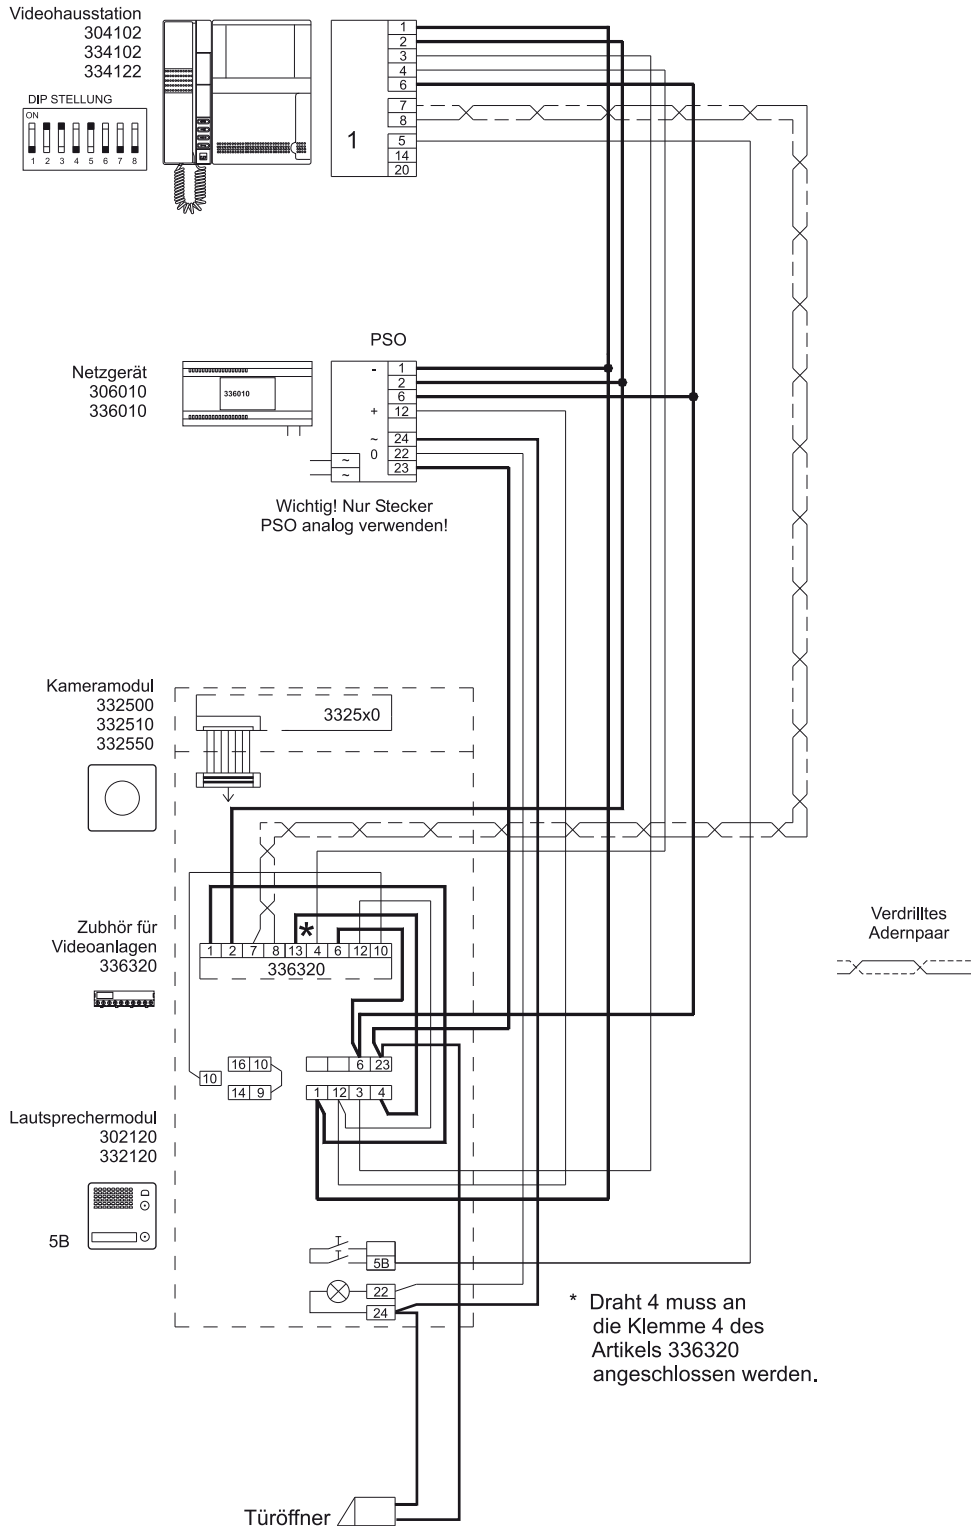 Videohausstation
304102
334102
334122
DIP STELLUNG
ON
1 2 3 4 5 6 7 8
1
1
2
3
4
6
7
8
5
14
20
PSO
Netzgerät
306010
336010
336010
- 1
2
6
+ 12
~ 24
0 22
23
~
~
Wichtig! Nur Stecker
PSO analog verwenden!
Kameramodul
332500
332510
332550
3325x0
Zubhör für
Videoanlagen
336320
*
1 2 7 8 13 4 6 12 10
336320
Verdrilltes
Adernpaar
6 23
16 10
10
14 9
1 12 3 4
Lautsprechermodul
302120
332120
5B
5B
22
24
* Draht 4 muss an
die Klemme 4 des
Artikels 336320
angeschlossen werden.
Türöffner